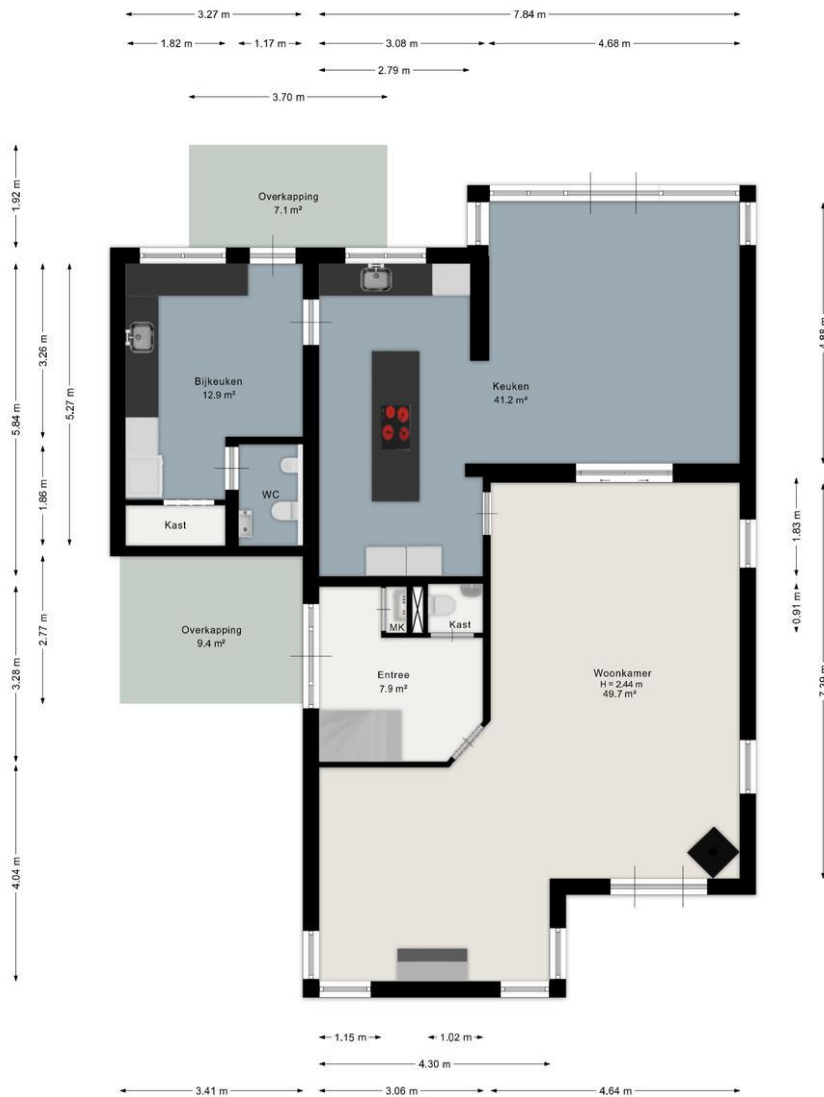 3.27 m
7.84 m
1.82 m
1.17 m
3.08 m
4.68 m
2.79 m
3.70 m
1.92 m
Overkapping
7.1 m²
4.88 m
5.84 m
3.26 m
5.27 m
Bijkeuken
12.9 m²
Keuken
41.2 m²
1.86 m
WC
Kast
1.83 m
0.91 m
2.77 m
3.28 m
Overkapping
9.4 m²
MK
Kast
Entree
7.9 m²
Woonkamer
H = 2.44 m
49.7 m²
7.39 m
4.04 m
1.15 m
1.02 m
4.30 m
3.41 m
3.06 m
4.64 m